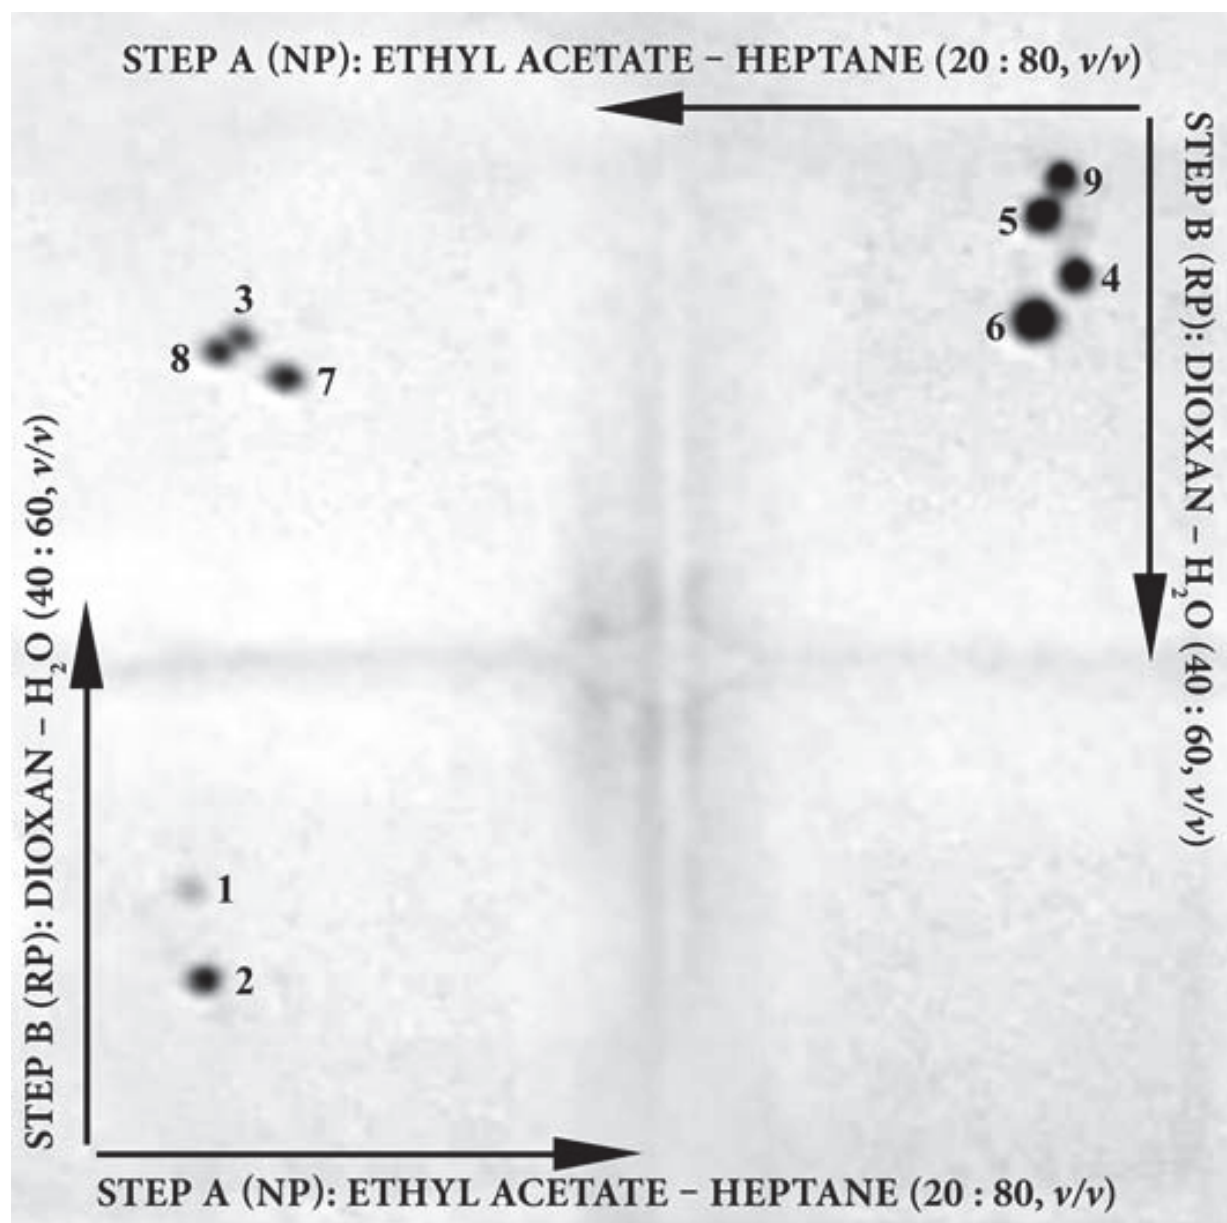 STEP A (NP): ETHYL ACETATE – HEPTANE (20 : 80, v/v)
STEP B (RP): DIOXAN – H₂O (40 : 60, v/v)
9
5
4
6
3
8
7
STEP B (RP): DIOXAN – H₂O (40 : 60, v/v)
1
2
STEP A (NP): ETHYL ACETATE – HEPTANE (20 : 80, v/v)